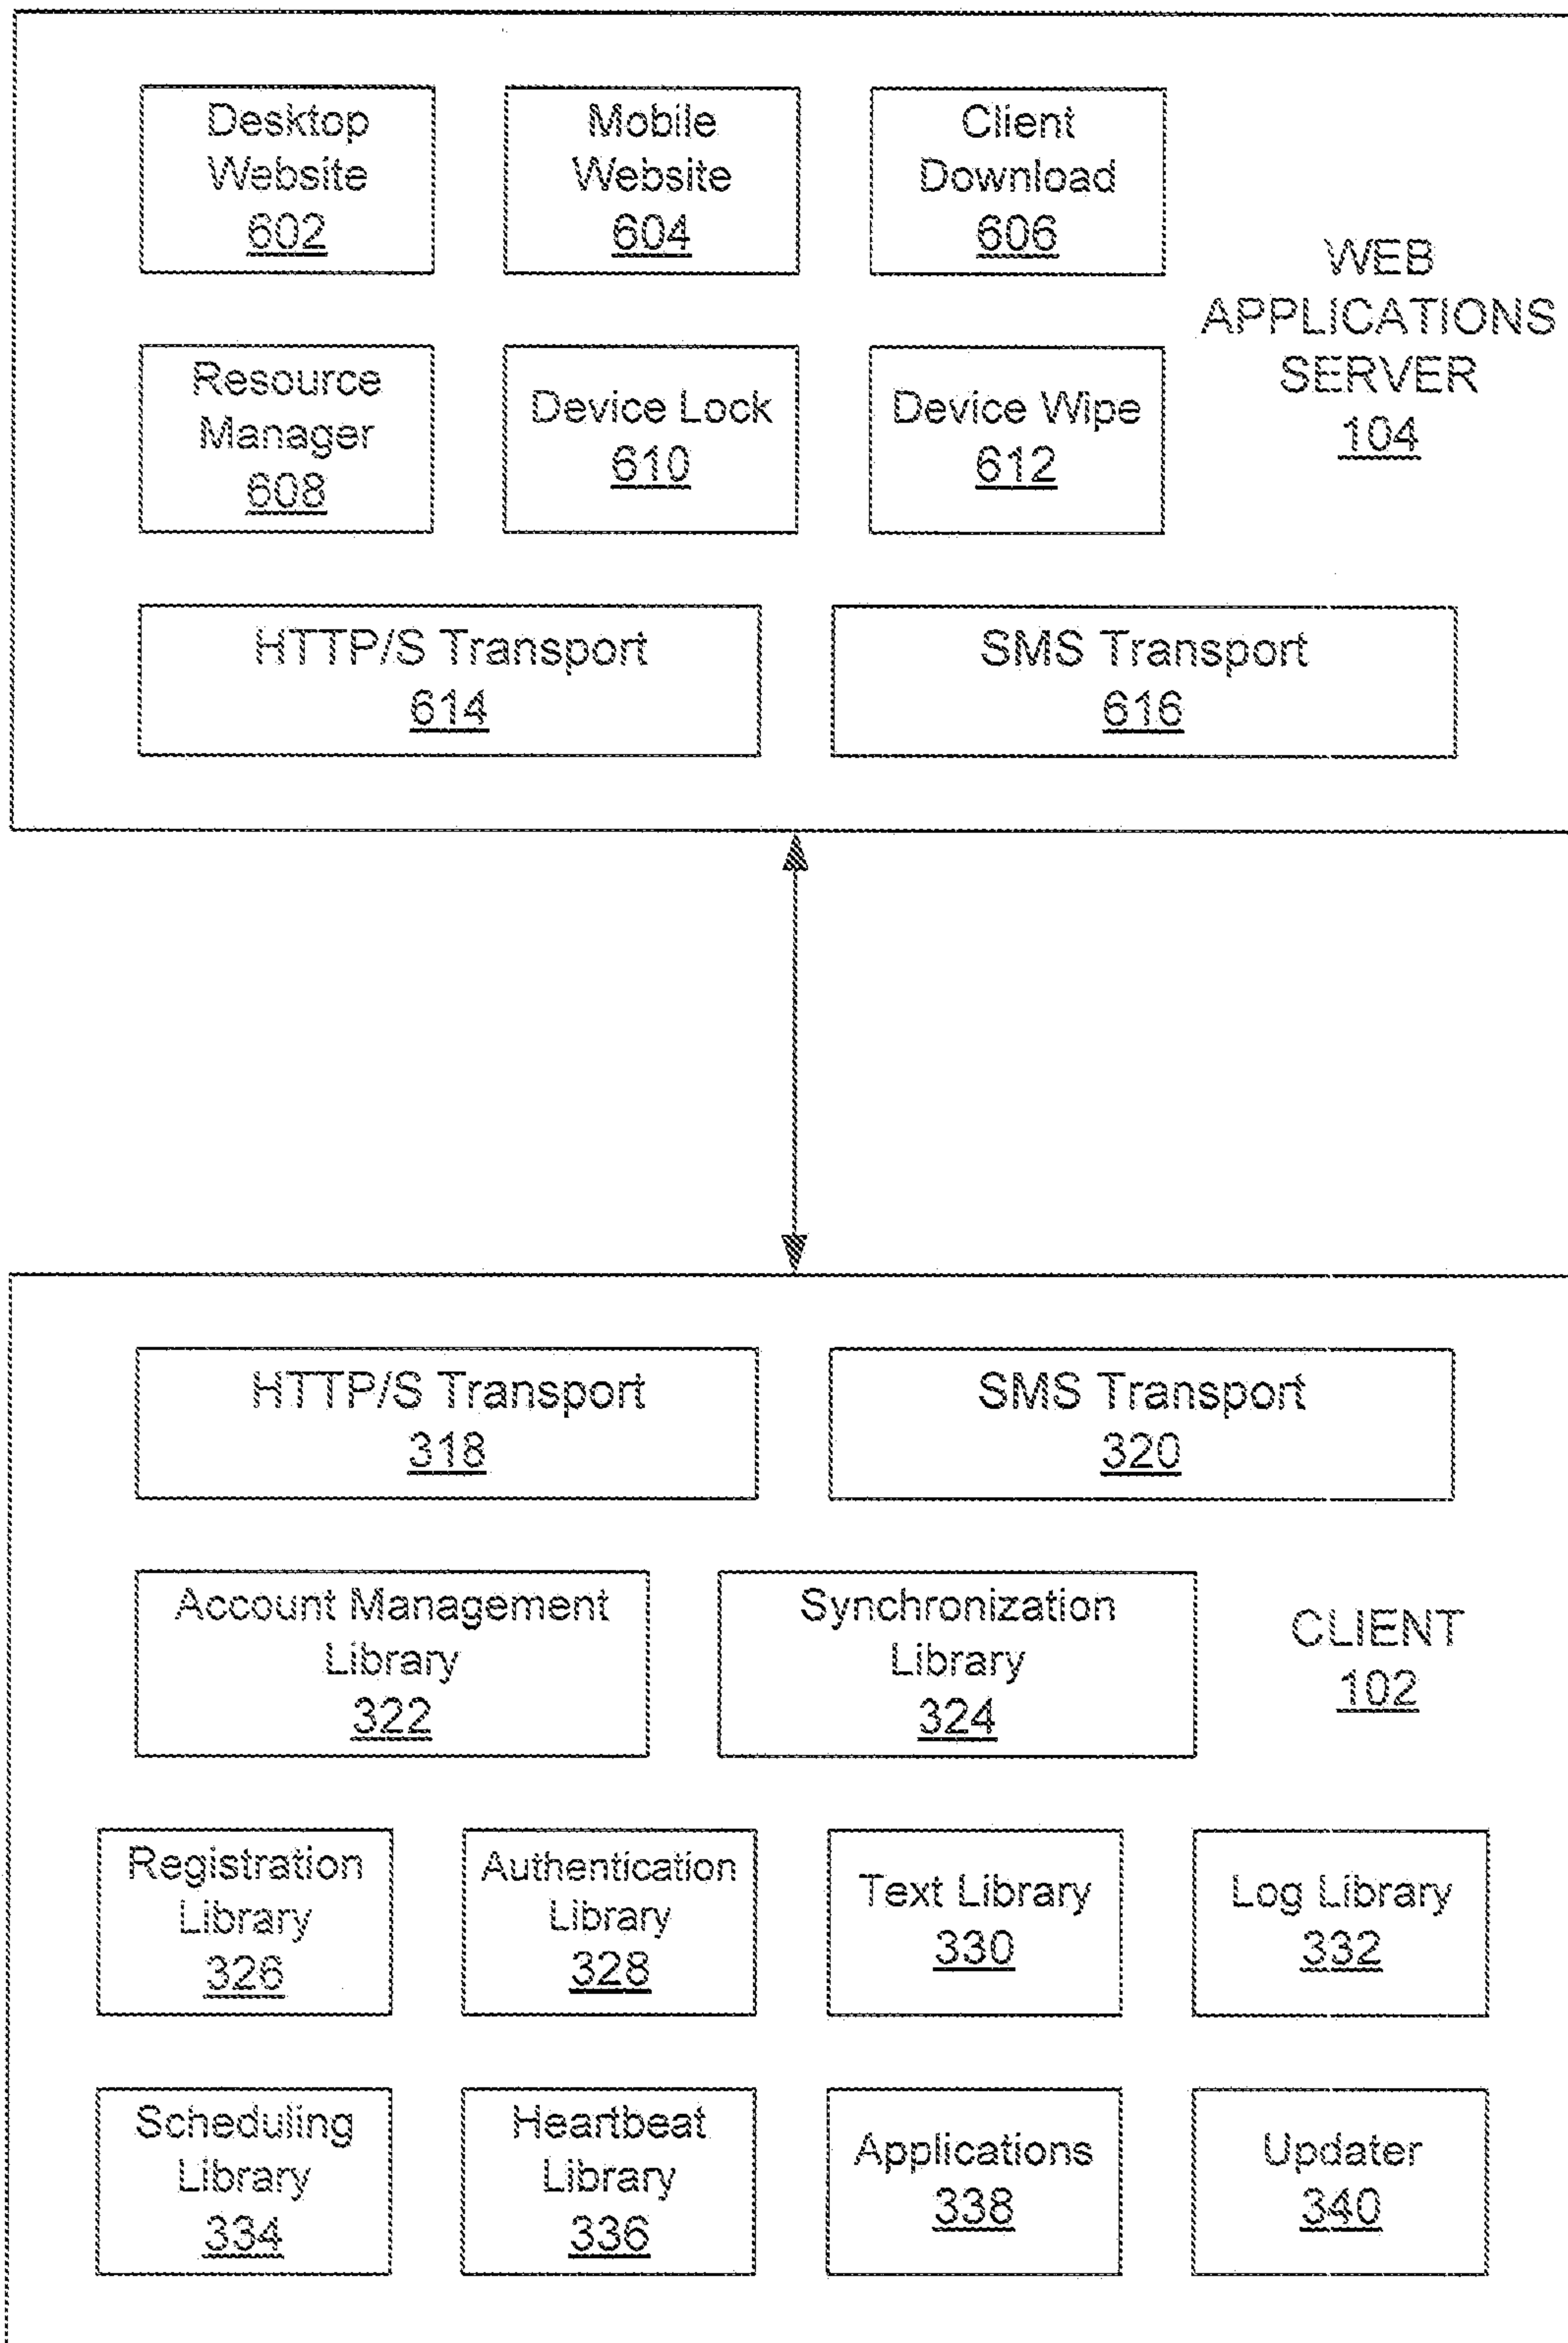 Desktop
Website
602
Mobile
Website
604
Client
Download
606
WEB
APPLICATIONS
SERVER
104
Resource
Manager
608
Device Lock
610
Device Wipe
612
HTTP/S Transport
614
SMS Transport
616
HTTP/S Transport
318
SMS Transport
320
Account Management
Library
322
Synchronization
Library
324
CLIENT
102
Registration
Library
326
Authentication
Library
328
Text Library
330
Log Library
332
Scheduling
Library
334
Heartbeat
Library
336
Applications
338
Updater
340